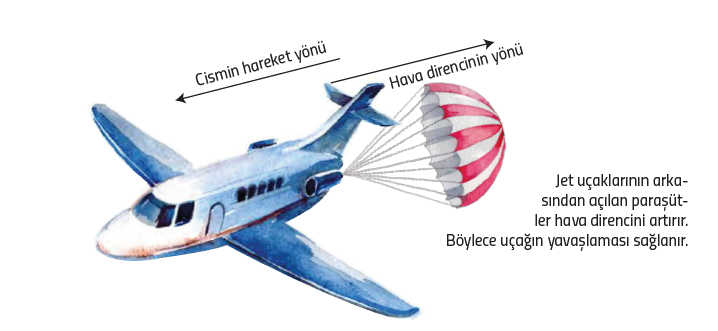 Cismin hareket yönü
Hava direncinin yönü
Jet uçaklarının arka-
sından açılan paraşüt-
ler hava direncini artırır.
Böylece uçağın yavaşlaması sağlanır.